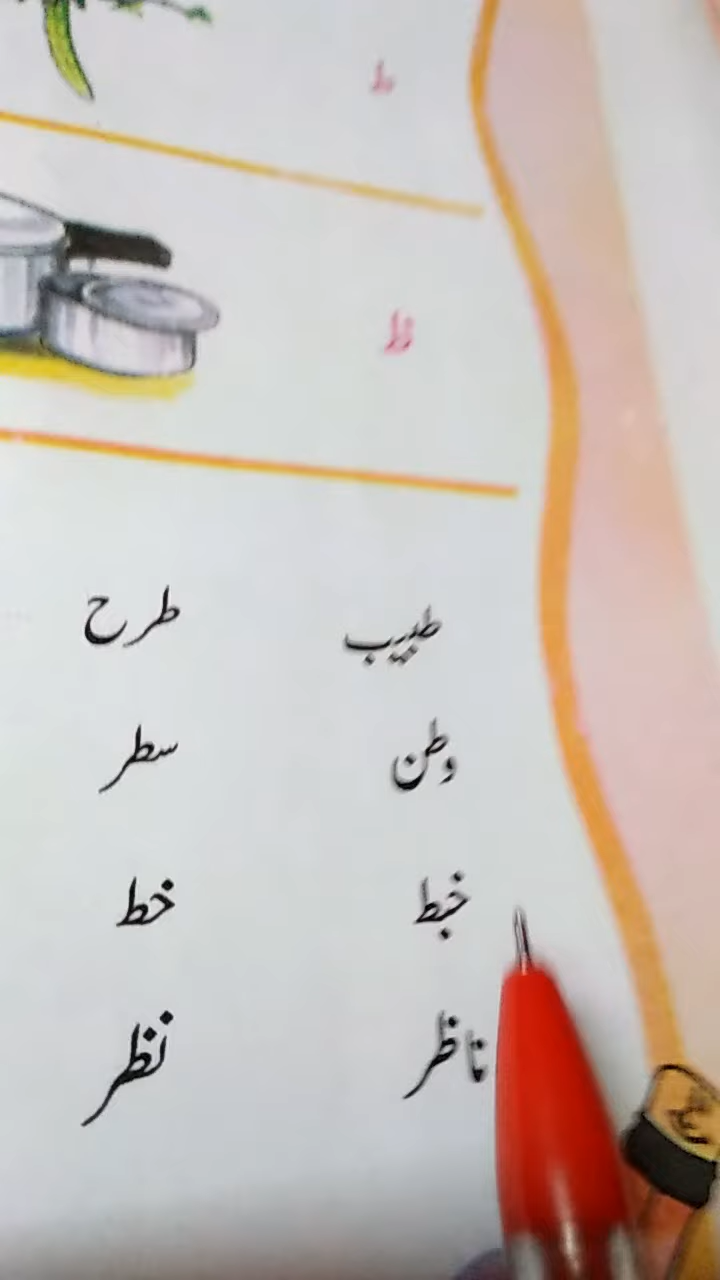 طبیب طرح
وطن سطر
خبط خط
ناظر نظر